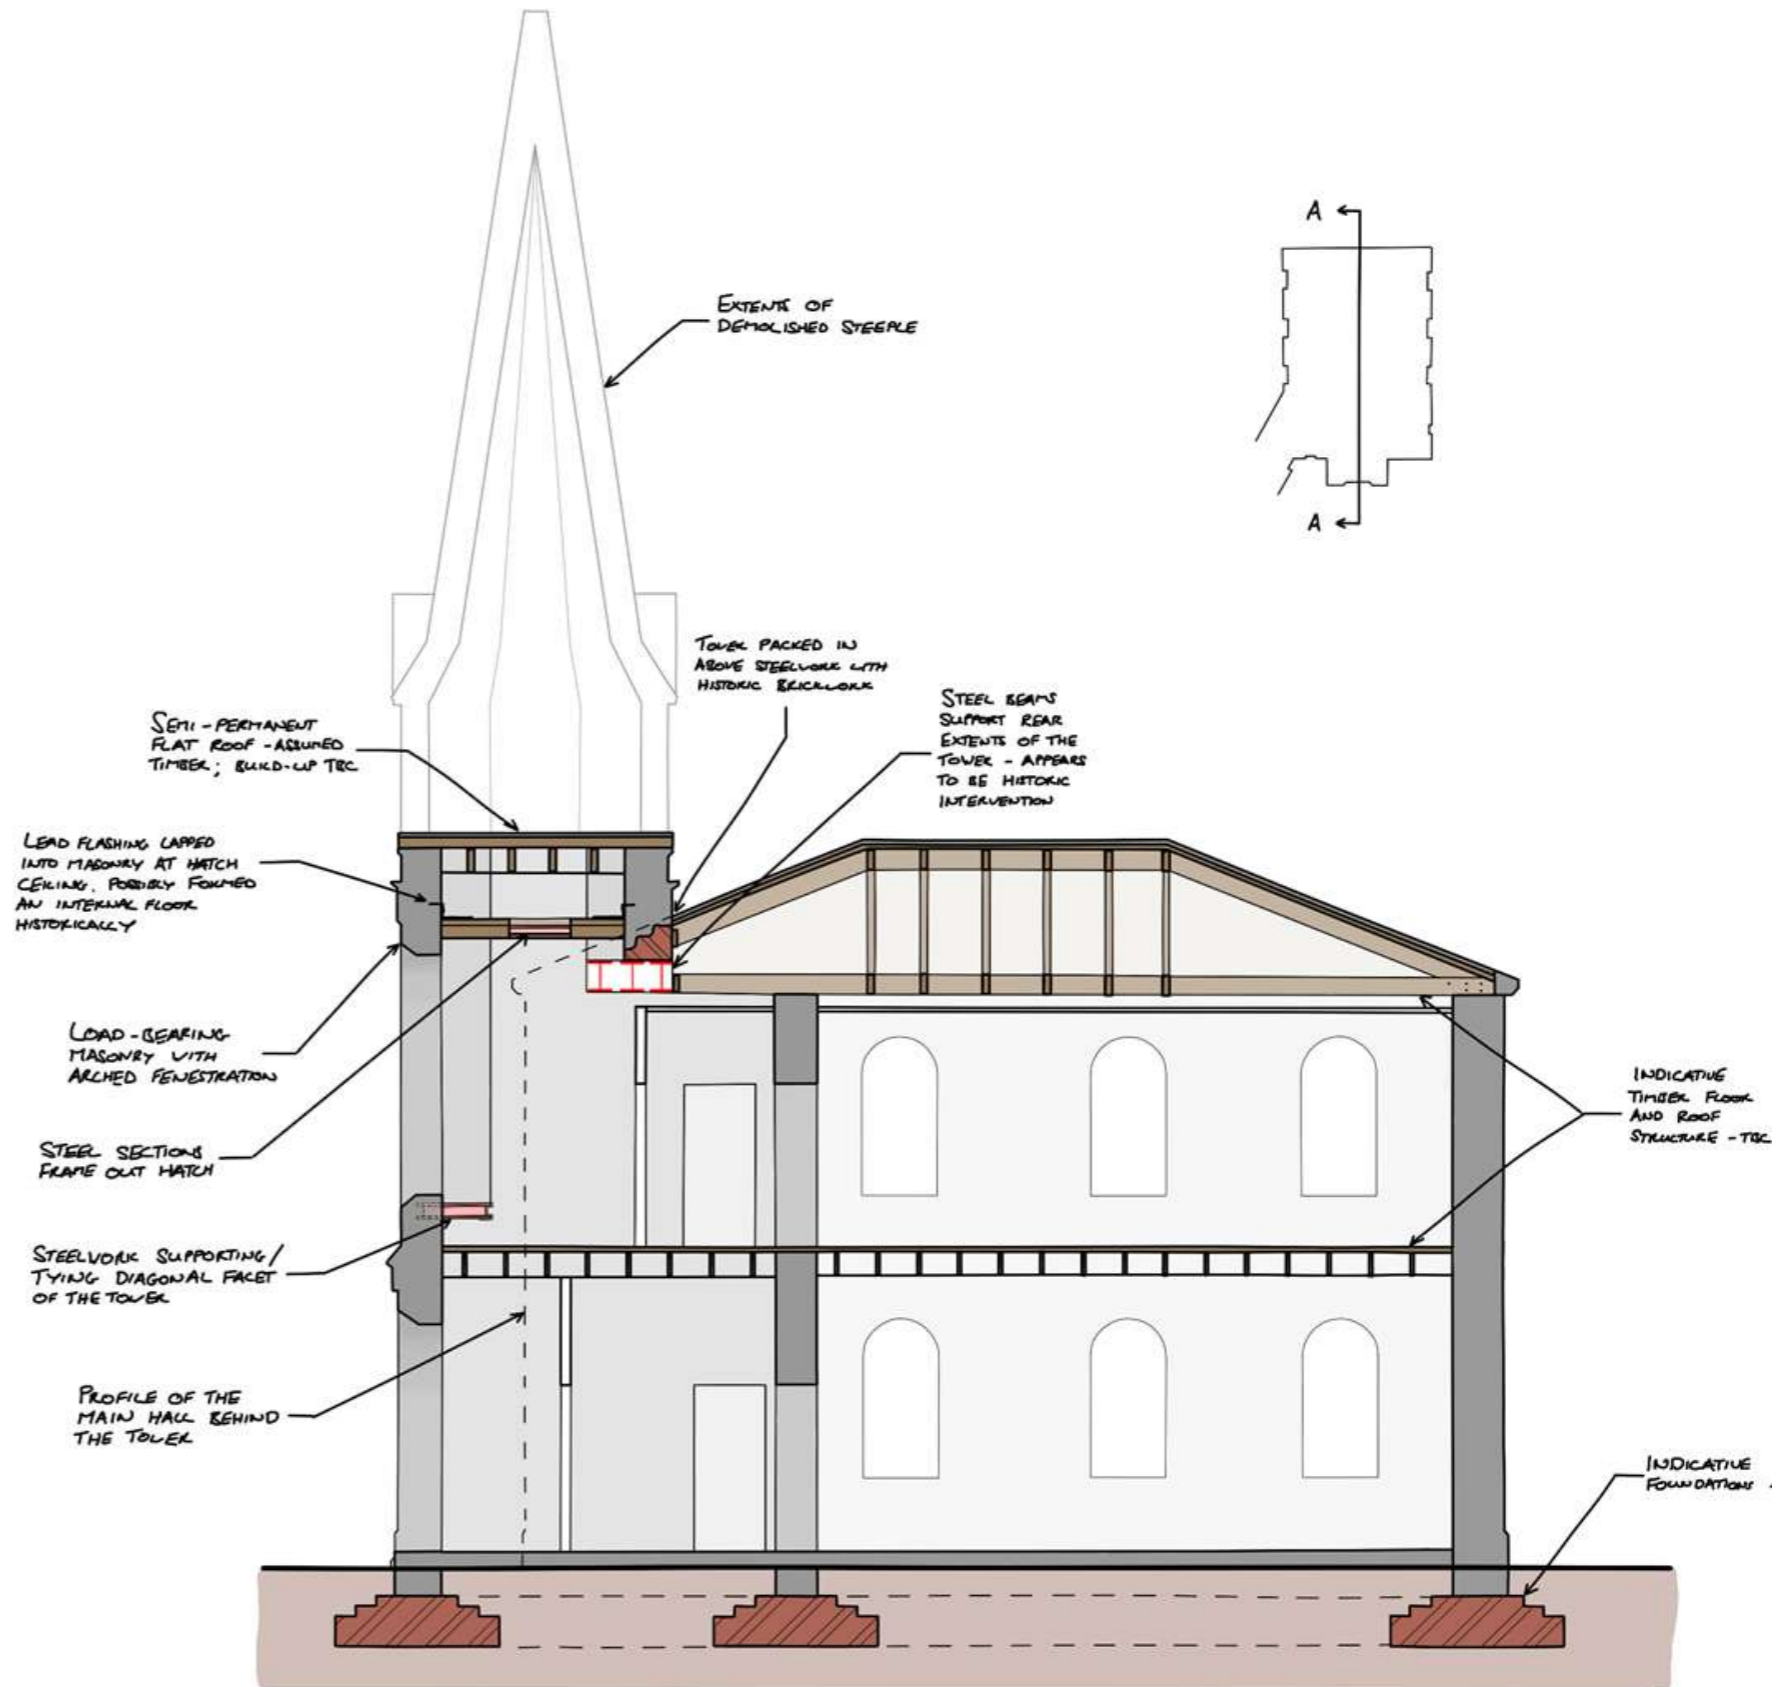 EXTENTS OF
DEMOLISHED STEEPLE
A
A
TOWER PACKED IN
ABOVE STEELWORK WITH
HISTORIC BRICKWORK
STEEL BEAMS
SUPPORT REAR
EXTENTS OF THE
TOWER - APPEARS
TO BE HISTORIC
INTERVENTION
SEMI-PERMANENT
FLAT ROOF - ASSUMED
TIMBER; BUILD-UP TBC
LEAD FLASHING LAPPED
INTO MASONRY AT HATCH
CEILING. POSSIBLY FORMED
AN INTERNAL FLOOR
HISTORICALLY
LOAD-BEARING
MASONRY WITH
ARCHED FENESTRATION
STEEL SECTIONS
FRAME OUT HATCH
STEELWORK SUPPORTING/
TYING DIAGONAL FACET
OF THE TOWER
PROFILE OF THE
MAIN HALL BEHIND
THE TOWER
INDICATIVE
TIMBER FLOOR
AND ROOF
STRUCTURE - TBC
INDICATIVE
FOUNDATIONS